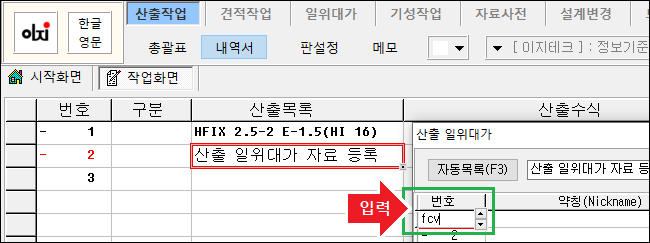 이지
한글
영문
산출작업 견적작업 일위대가 기성작업 자료사전 설계변경
총괄표 내역서 판설정 메모 [ 이지테크 ] : 정보기준
시작화면 작업화면
번호 구분 산출목록 산출수식
- 1 HFIX 2.5-2 E-1.5(HI 16)
- 2 산출 일위대가 자료 등록
3
산출 일위대가
자동목록(F3) 산출 일위대가 자료 등
번호 약칭(Nickname)
입력
fcv
- 2